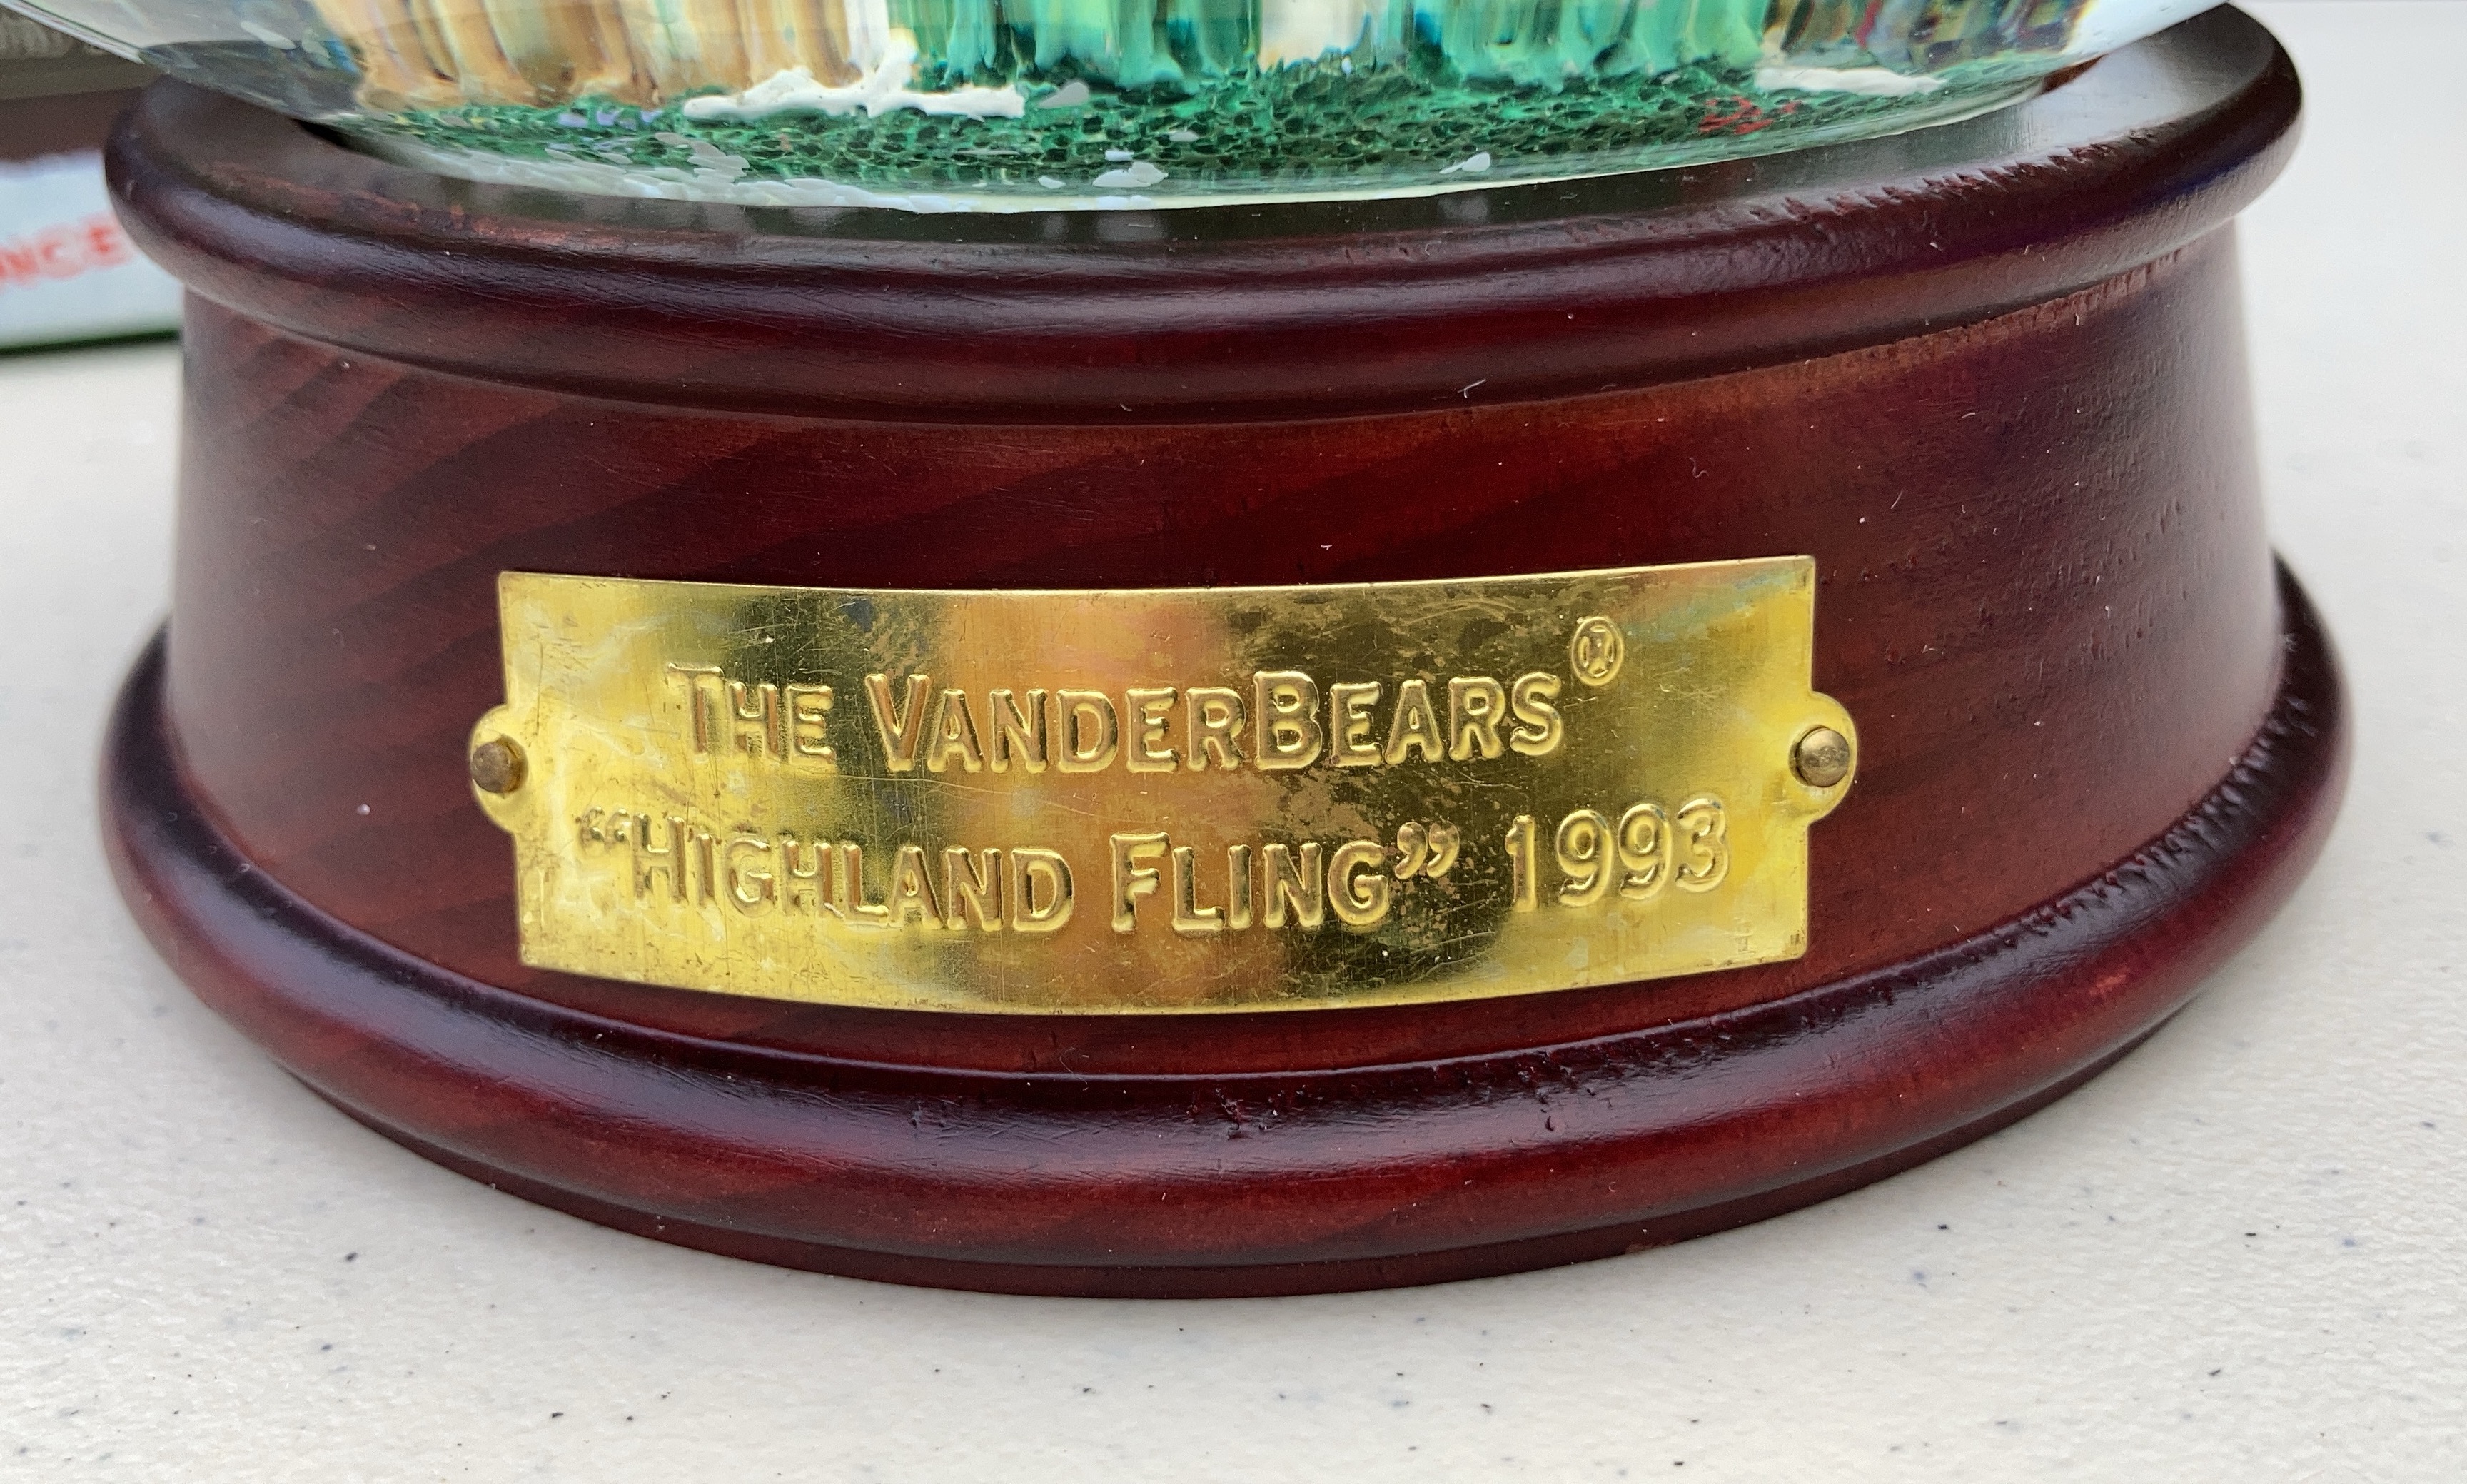 THE VANDERBEARS®
“HIGHLAND FLING” 1993